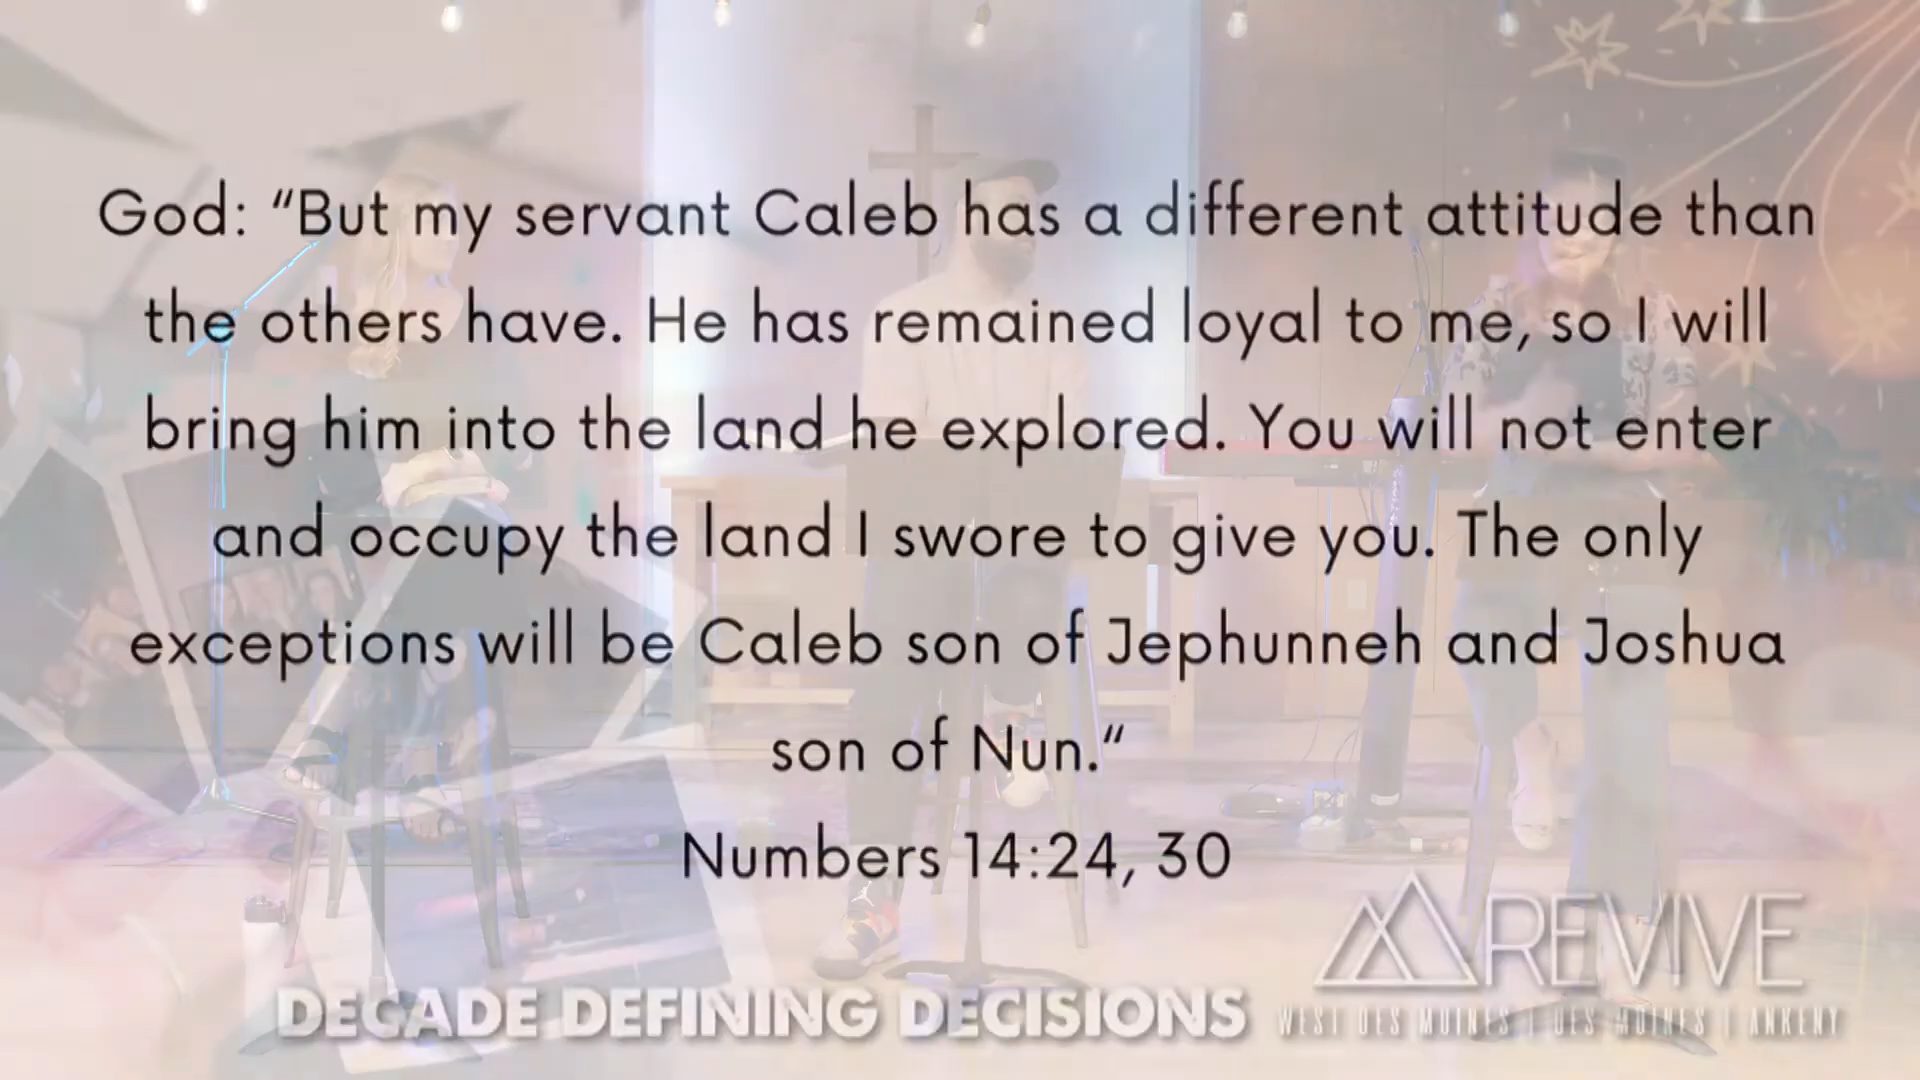 God: “But my servant Caleb has a different attitude than
the others have. He has remained loyal to me, so I will
bring him into the land he explored. You will not enter
and occupy the land I swore to give you. The only
exceptions will be Caleb son of Jephunneh and Joshua
son of Nun.“
Numbers 14:24, 30
REVIVE
DECADE DEFINING DECISIONS
WEST DES MOINES | DES MOINES | ANKENY